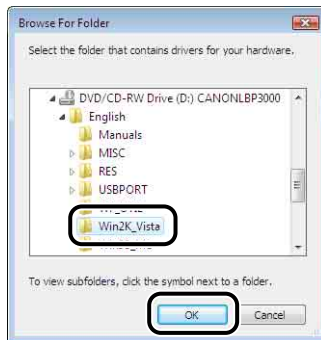 Browse For Folder
Select the folder that contains drivers for your hardware.
DVD/CD-RW Drive (D:) CANONLBP3000
English
Manuals
MISC
RES
USBPORT
Win2K_Vista
To view subfolders, click the symbol next to a folder.
OK Cancel